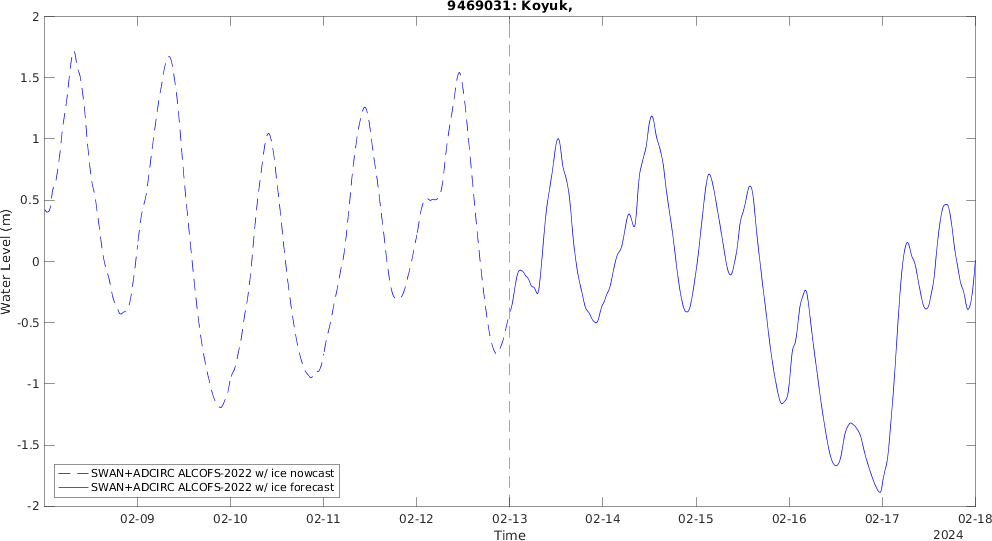 9469031: Koyuk,
Water Level (m)
2
1.5
1
0.5
0
-0.5
-1
-1.5
-2
SWAN+ADCIRC ALCOFS-2022 w/ ice nowcast
SWAN+ADCIRC ALCOFS-2022 w/ ice forecast
02-09 02-10 02-11 02-12 02-13 02-14 02-15 02-16 02-17 02-18
Time
2024